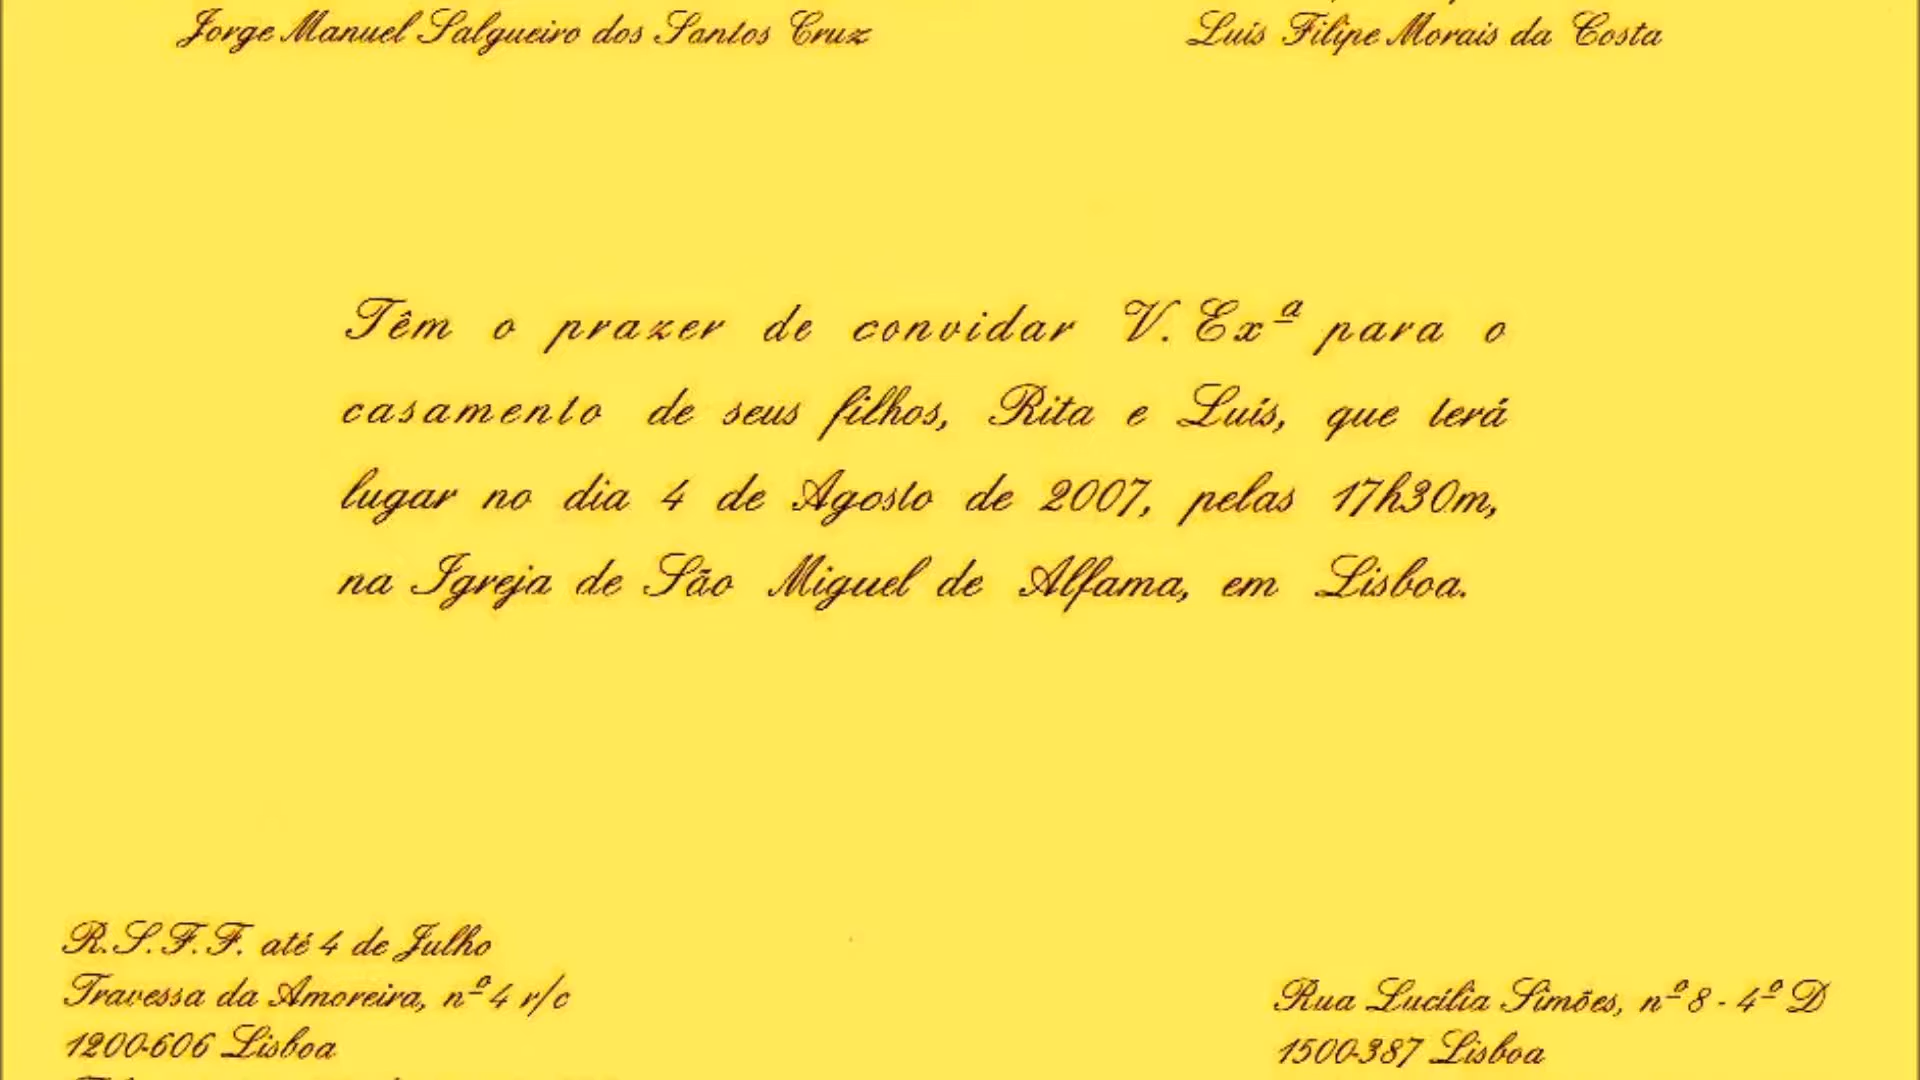 Jorge Manuel Salgueiro dos Santos Cruz
Luís Filipe Morais da Costa
Têm o prazer de convidar V. Exª para o
casamento de seus filhos, Rita e Luís, que terá
lugar no dia 4 de Agosto de 2007, pelas 17h30m,
na Igreja de São Miguel de Alfama, em Lisboa.
R.S.F.F. até 4 de Julho
Travessa da Amoreira, nº 4 r/c
1200-606 Lisboa
Rua Lucília Simões, nº 8 - 4º D
1500-387 Lisboa